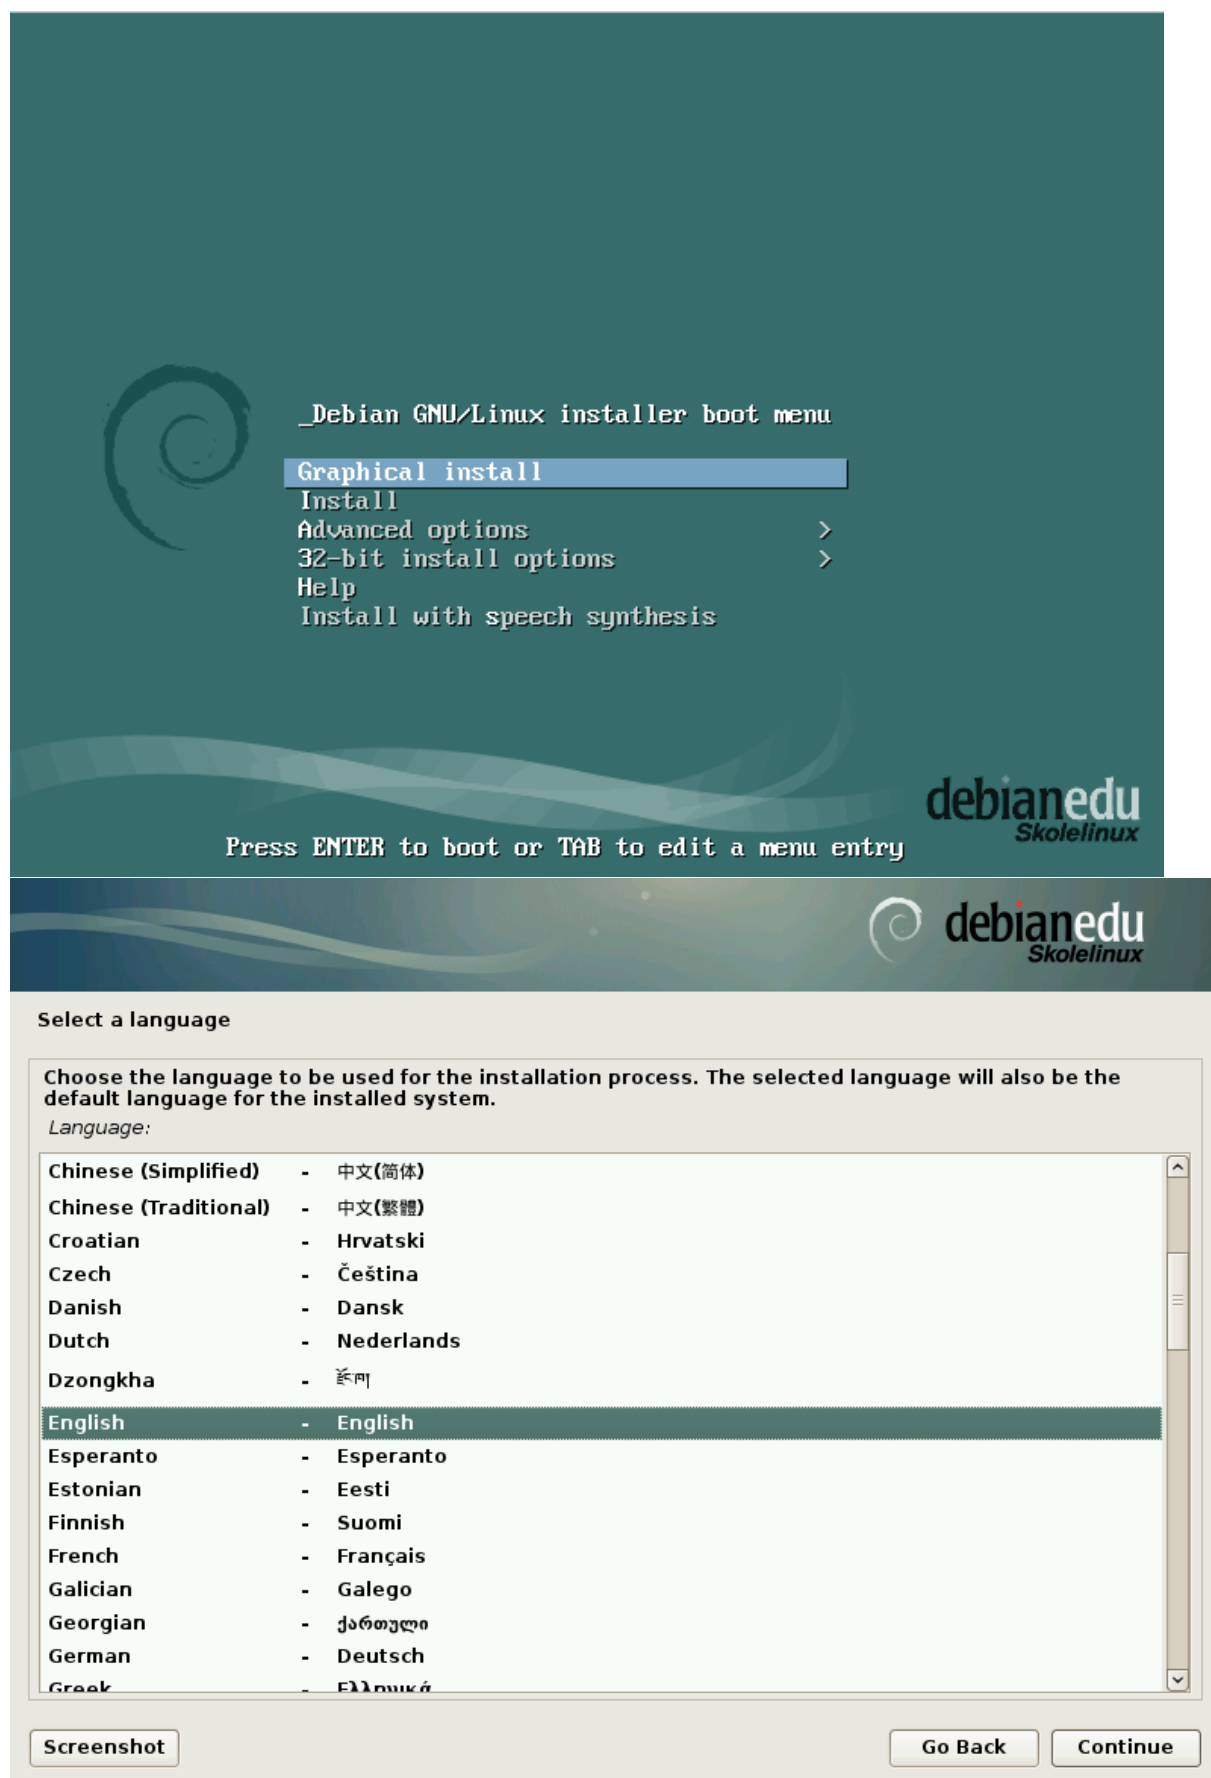 _Debian GNU/Linux installer boot menu
Graphical install
Install
Advanced options >
32-bit install options >
Help
Install with speech synthesis
debianedu
Skolelinux
Press ENTER to boot or TAB to edit a menu entry
debianedu
Skolelinux
Select a language
Choose the language to be used for the installation process. The selected language will also be the
default language for the installed system.
Language:
Chinese (Simplified) - 中文(简体)
Chinese (Traditional) - 中文(繁體)
Croatian - Hrvatski
Czech - Čeština
Danish - Dansk
Dutch - Nederlands
Dzongkha - རྫོང་ཁ།
English - English
Esperanto - Esperanto
Estonian - Eesti
Finnish - Suomi
French - Français
Galician - Galego
Georgian - ქართული
German - Deutsch
Greek - Ελληνικά
Screenshot
Go Back
Continue